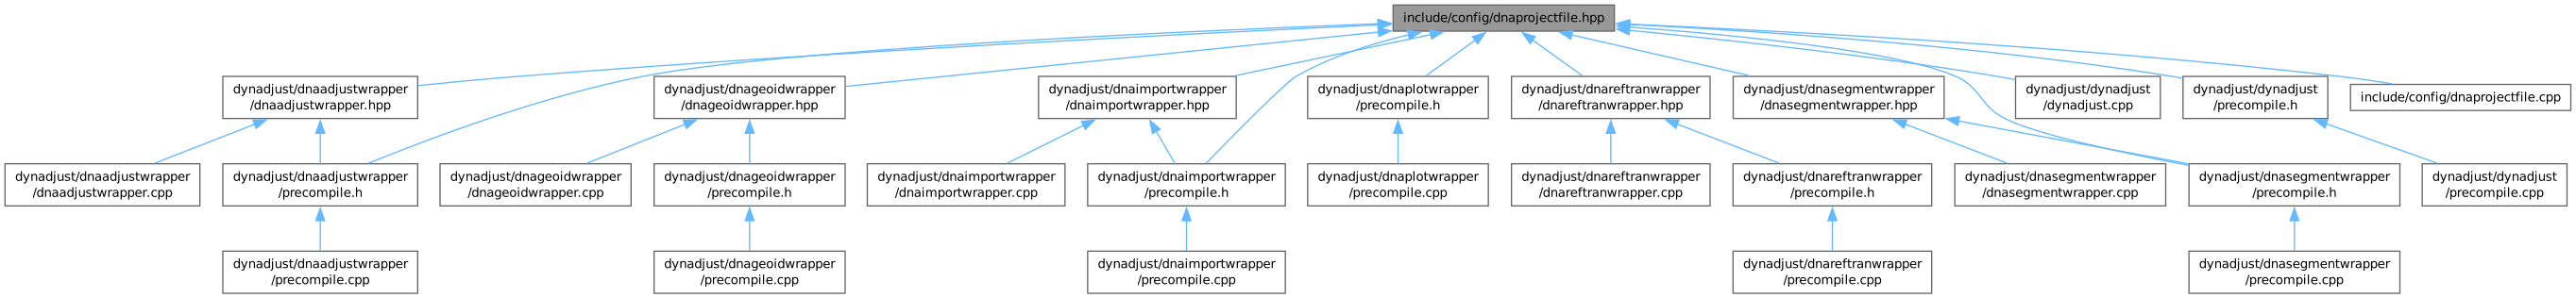 include/config/dnaprojectfile.hpp
dynadjust/dnaadjustwrapper
/dnaadjustwrapper.hpp
dynadjust/dnageoidwrapper
/dnageoidwrapper.hpp
dynadjust/dnaimportwrapper
/dnaimportwrapper.hpp
dynadjust/dnaplotwrapper
/precompile.h
dynadjust/dnareftranwrapper
/dnareftranwrapper.hpp
dynadjust/dnasegmentwrapper
/dnasegmentwrapper.hpp
dynadjust/dynadjust
/dynadjust.cpp
dynadjust/dynadjust
/precompile.h
include/config/dnaprojectfile.cpp
dynadjust/dnaadjustwrapper
/dnaadjustwrapper.cpp
dynadjust/dnaadjustwrapper
/precompile.h
dynadjust/dnageoidwrapper
/dnageoidwrapper.cpp
dynadjust/dnageoidwrapper
/precompile.h
dynadjust/dnaimportwrapper
/dnaimportwrapper.cpp
dynadjust/dnaimportwrapper
/precompile.h
dynadjust/dnaplotwrapper
/precompile.cpp
dynadjust/dnareftranwrapper
/dnareftranwrapper.cpp
dynadjust/dnareftranwrapper
/precompile.h
dynadjust/dnasegmentwrapper
/dnasegmentwrapper.cpp
dynadjust/dnasegmentwrapper
/precompile.h
dynadjust/dynadjust
/precompile.cpp
dynadjust/dnaadjustwrapper
/precompile.cpp
dynadjust/dnageoidwrapper
/precompile.cpp
dynadjust/dnaimportwrapper
/precompile.cpp
dynadjust/dnareftranwrapper
/precompile.cpp
dynadjust/dnasegmentwrapper
/precompile.cpp